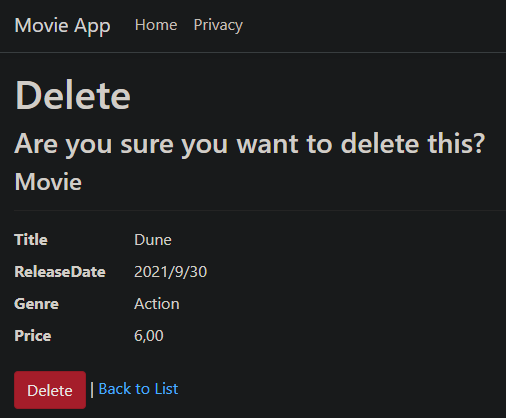 Movie App Home Privacy
Delete
Are you sure you want to delete this?
Movie
Title Dune
ReleaseDate 2021/9/30
Genre Action
Price 6,00
Delete | Back to List